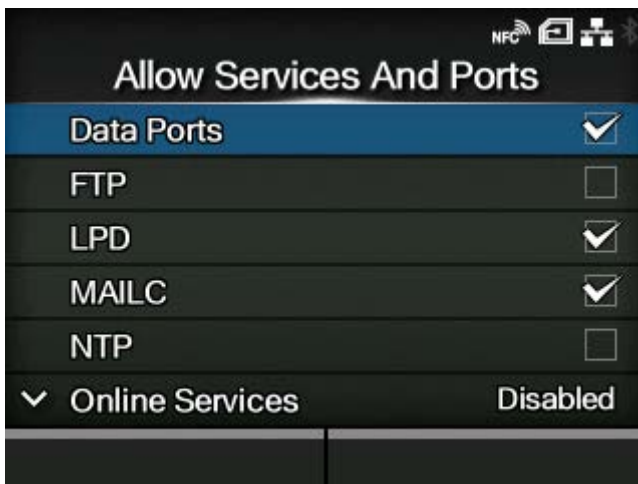 NFC
Allow Services And Ports
Data Ports
FTP
LPD
MAILC
NTP
Online Services Disabled